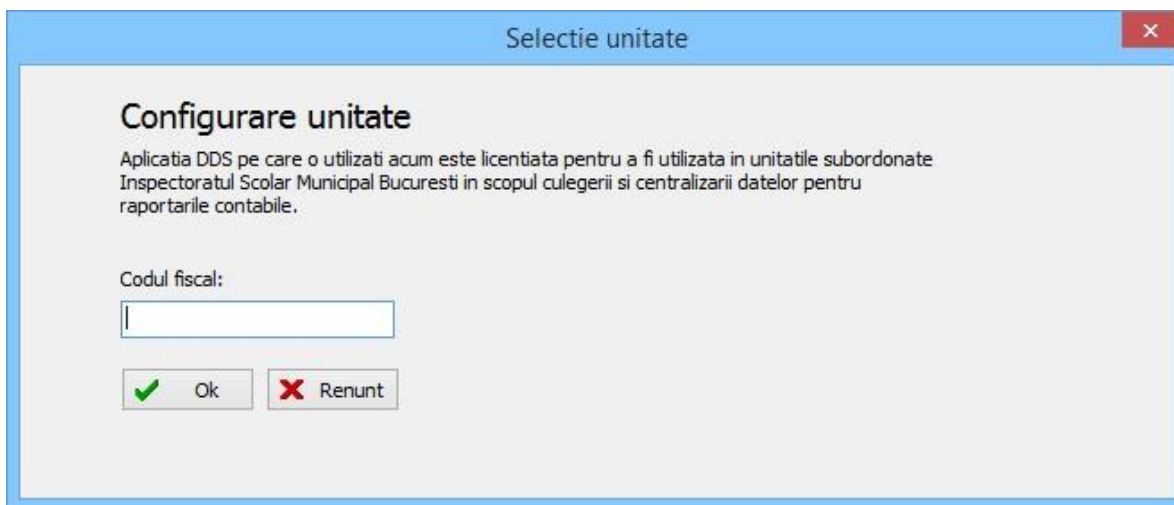 Selectie unitate
Configurare unitate
Aplicatia DDS pe care o utilizati acum este licentiata pentru a fi utilizata in unitatile subordonate
Inspectoratul Scolar Municipal Bucuresti in scopul culegerii si centralizarii datelor pentru
raportarile contabile.
Codul fiscal:
Ok
Renunt